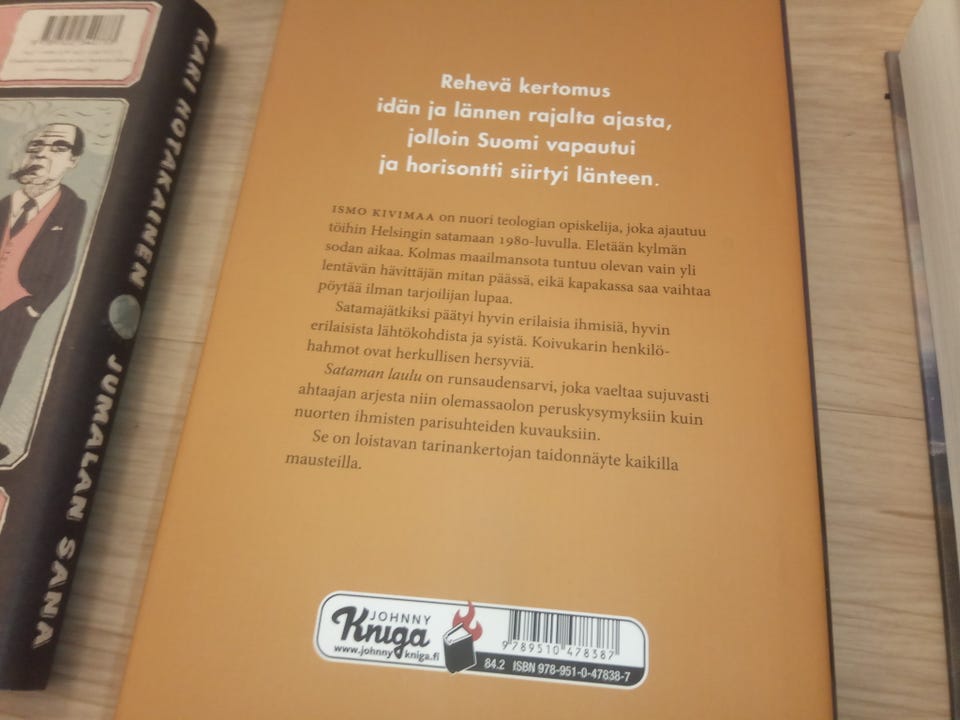 KARI HOTAKAINEN JUMALAN SANA
Rehevä kertomus
idän ja lännen rajalta ajasta,
jolloin Suomi vapautui
ja horisontti siirtyi länteen.
ISMO KIVIMAA on nuori teologian opiskelija, joka ajautuu
töihin Helsingin satamaan 1980-luvulla. Eletään kylmän
sodan aikaa. Kolmas maailmansota tuntuu olevan vain yli
lentävän hävittäjän mitan päässä, eikä kapakassa saa vaihtaa
pöytää ilman tarjoilijan lupaa.
Satamajätkiksi päätyi hyvin erilaisia ihmisiä, hyvin
erilaisista lähtökohdista ja syistä. Koivukarin henkilö-
hahmot ovat herkullisen hersyviä.
Sataman laulu on runsaudensarvi, joka vaeltaa sujuvasti
ahtaajan arjesta niin olemassaolon peruskysymyksiin kuin
nuorten ihmisten parisuhteiden kuvauksiin.
Se on loistavan tarinankertojan taidonnäyte kaikilla
mausteilla.
JOHNNY
Kniga
www.johnnykniga.fi
9 789510 478387
84.2 ISBN 978-951-0-47838-7